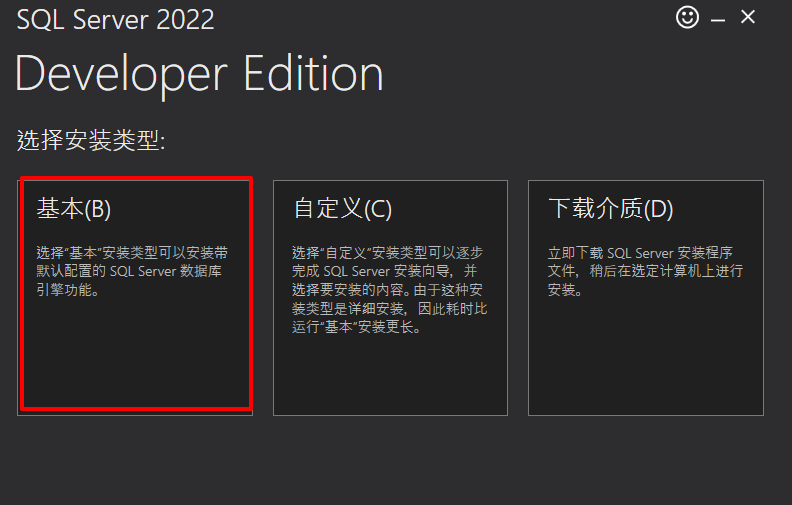 SQL Server 2022
Developer Edition
选择安装类型:
基本(B)
选择“基本”安装类型可以安装带
默认配置的 SQL Server 数据库
引擎功能。
自定义(C)
选择“自定义”安装类型可以逐步
完成 SQL Server 安装向导，并
选择要安装的内容。由于这种安
装类型是详细安装，因此耗时比
运行“基本”安装更长。
下载介质(D)
立即下载 SQL Server 安装程序
文件，稍后在选定计算机上进行
安装。